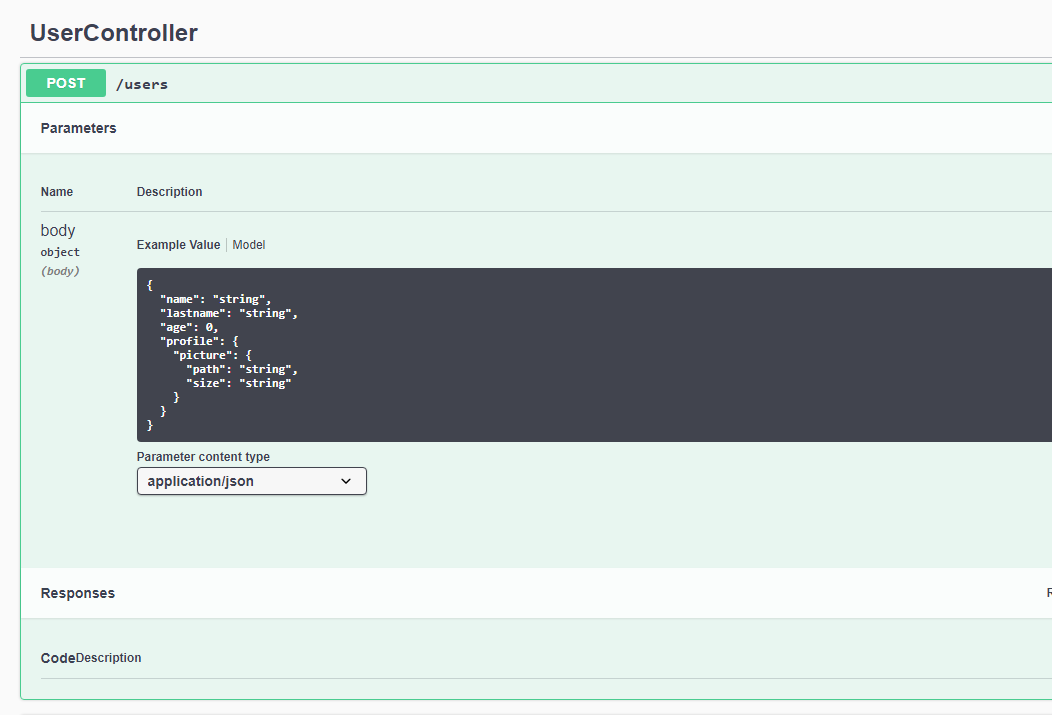 UserController
POST /users
Parameters
Name Description
body
object
(body)
Example Value | Model
{
  "name": "string",
  "lastname": "string",
  "age": 0,
  "profile": {
    "picture": {
      "path": "string",
      "size": "string"
    }
  }
}
Parameter content type
application/json
Responses
CodeDescription